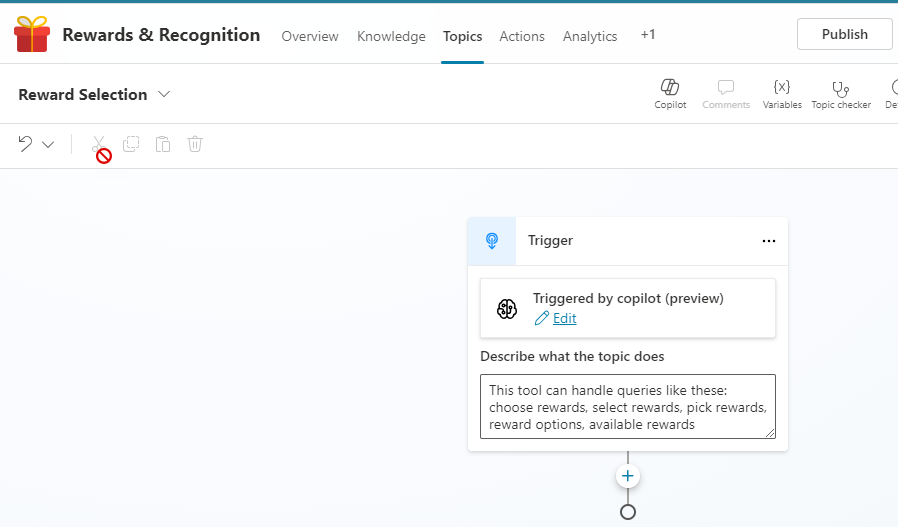 Rewards & Recognition Overview Knowledge Topics Actions Analytics +1 Publish
Reward Selection
Copilot Comments Variables Topic checker
Trigger
Triggered by copilot (preview)
Edit
Describe what the topic does
This tool can handle queries like these:
choose rewards, select rewards, pick rewards,
reward options, available rewards